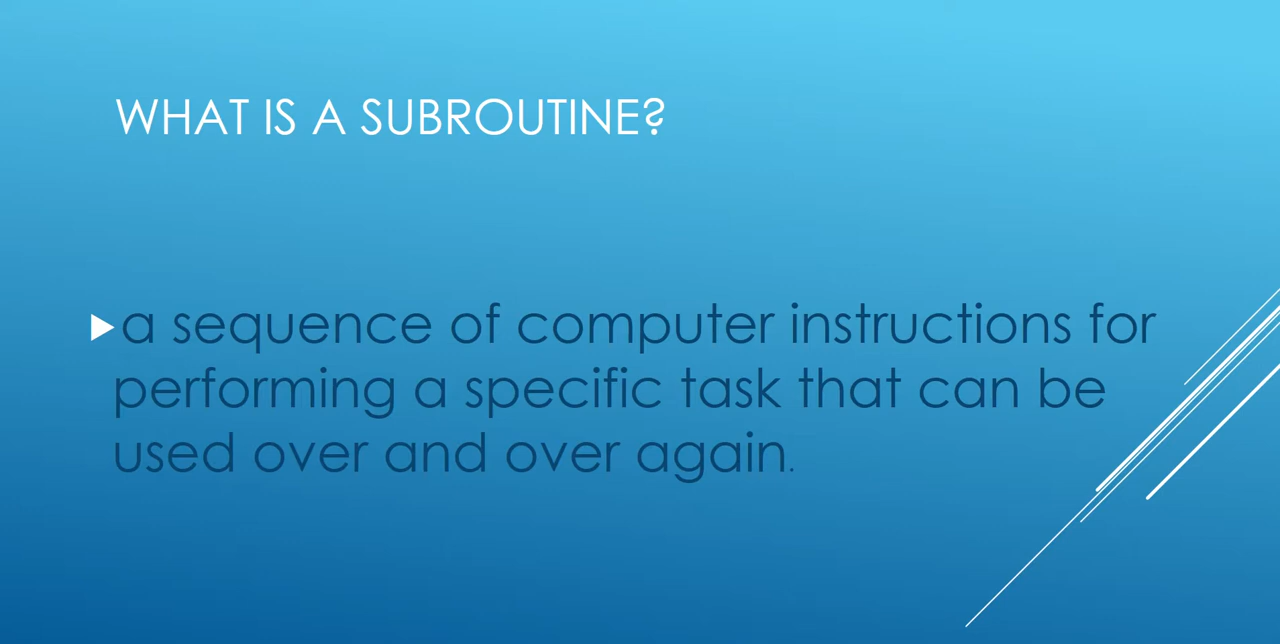 WHAT IS A SUBROUTINE?
a sequence of computer instructions for
performing a specific task that can be
used over and over again.